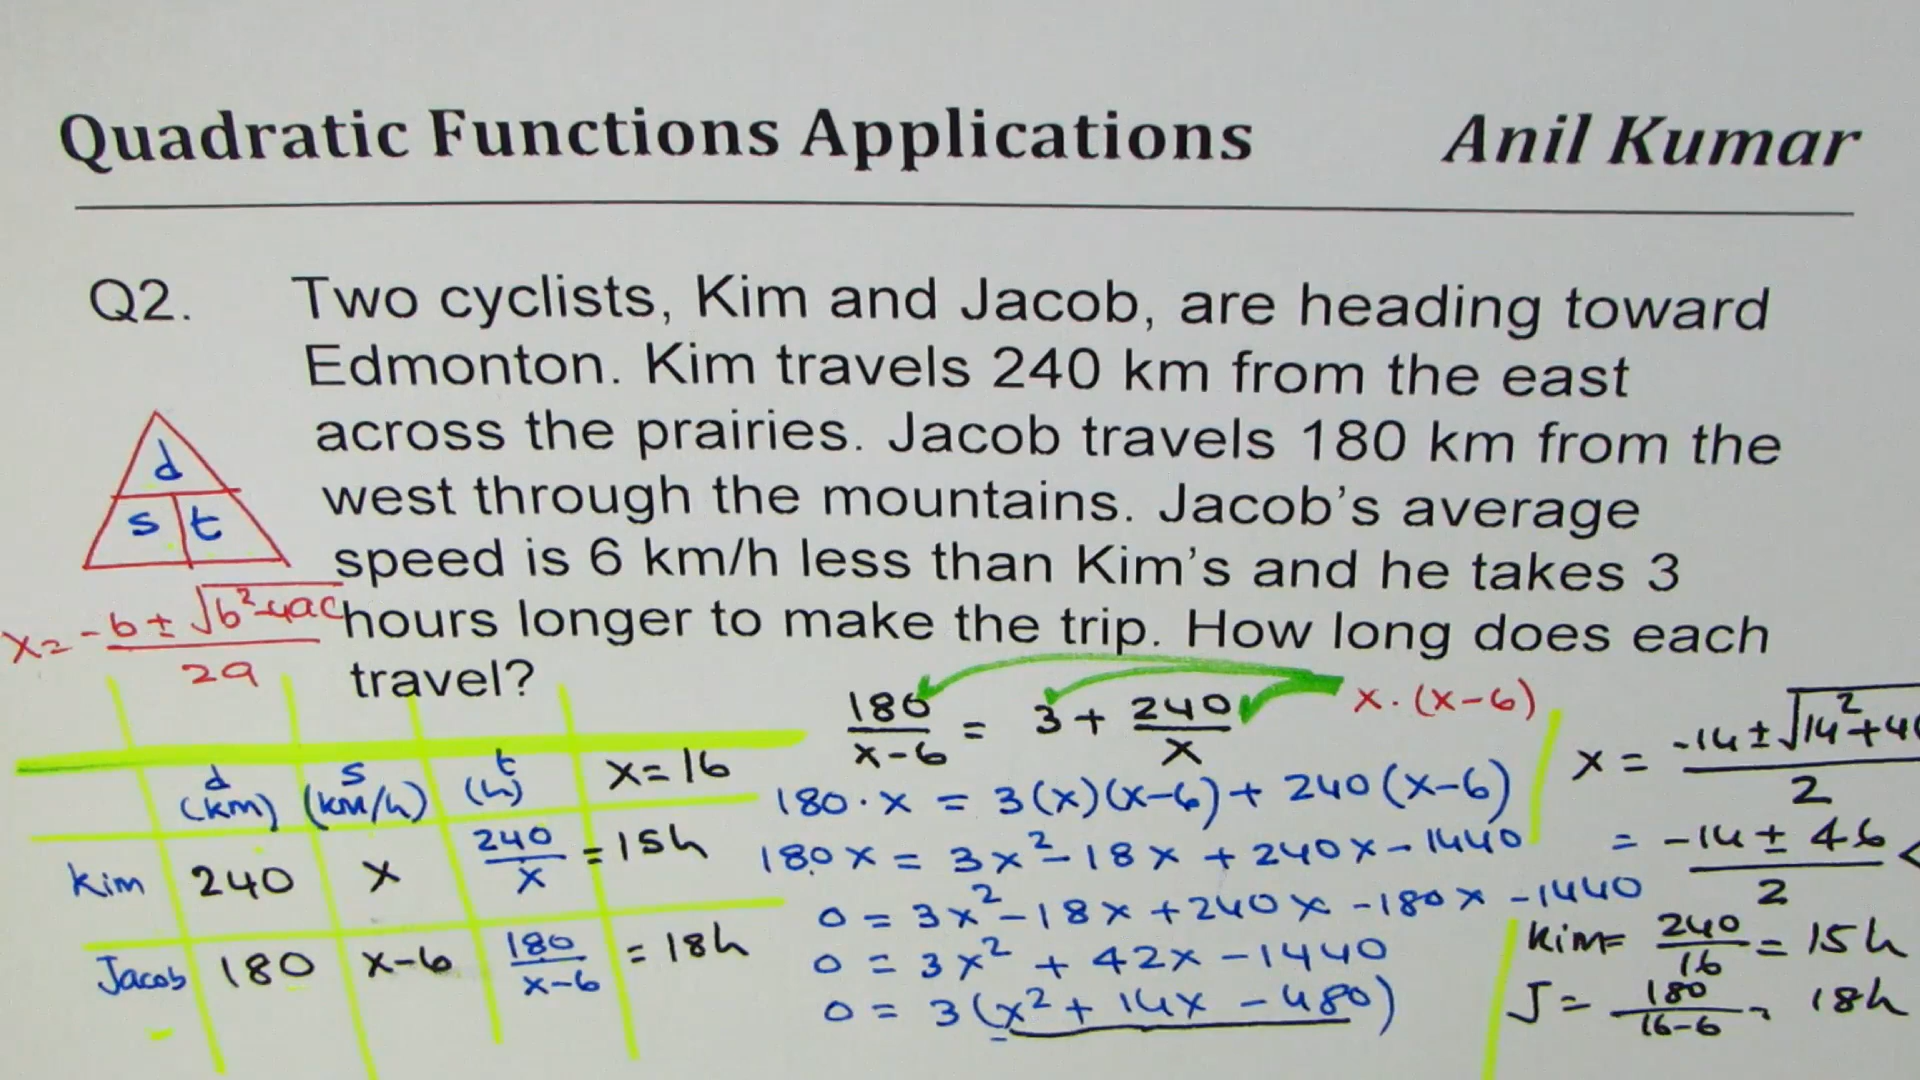 Quadratic Functions Applications Anil Kumar
Q2. Two cyclists, Kim and Jacob, are heading toward
Edmonton. Kim travels 240 km from the east
across the prairies. Jacob travels 180 km from the
west through the mountains. Jacob's average
speed is 6 km/h less than Kim's and he takes 3
hours longer to make the trip. How long does each
travel?
d
s t
x = -b ± √(b² - 4ac) / 2a
180/(x-6) = 3 + 240/x
x · (x-6)
180 · x = 3(x)(x-6) + 240(x-6)
180x = 3x² - 18x + 240x - 1440
0 = 3x² - 18x + 240x - 180x - 1440
0 = 3x² + 42x - 1440
0 = 3(x² + 14x - 480)
d (km) s (km/h) t (h) x = 16
Kim 240 x 240/x = 15h
Jacob 180 x-6 180/(x-6) = 18h
x = -14 ± √14² + 4 / 2
= -14 ± 46 / 2
Kim = 240/16 = 15h
J = 180/(16-6) = 18h